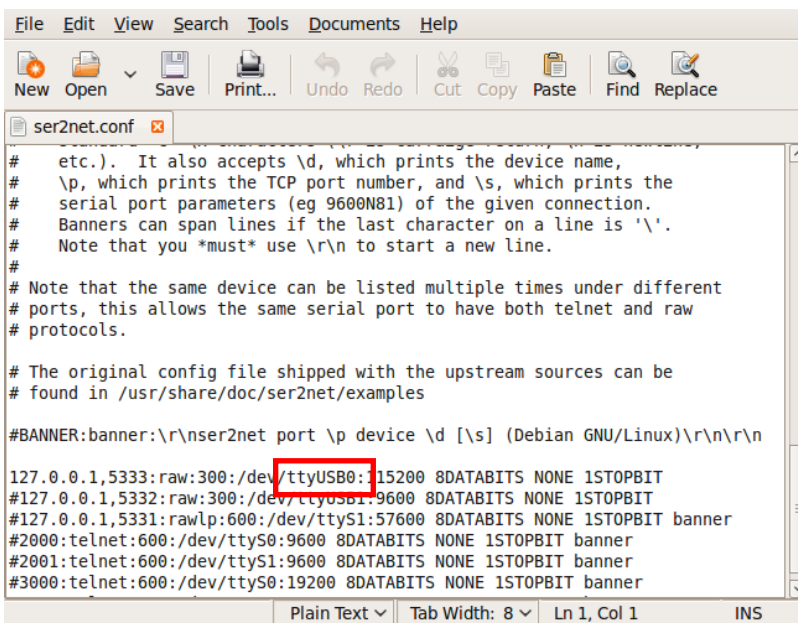 File Edit View Search Tools Documents Help
New Open Save Print... Undo Redo Cut Copy Paste Find Replace
ser2net.conf
# etc.). It also accepts \d, which prints the device name,
# \p, which prints the TCP port number, and \s, which prints the
# serial port parameters (eg 9600N81) of the given connection.
# Banners can span lines if the last character on a line is '\'.
# Note that you *must* use \r\n to start a new line.
#
# Note that the same device can be listed multiple times under different
# ports, this allows the same serial port to have both telnet and raw
# protocols.
# The original config file shipped with the upstream sources can be
# found in /usr/share/doc/ser2net/examples
#BANNER:banner:\r\nser2net port \p device \d [\s] (Debian GNU/Linux)\r\n\r\n
127.0.0.1,5333:raw:300:/dev/ttyUSB0:115200 8DATABITS NONE 1STOPBIT
#127.0.0.1,5332:raw:300:/dev/ttyUSB1:9600 8DATABITS NONE 1STOPBIT
#127.0.0.1,5331:rawlp:600:/dev/ttyS1:57600 8DATABITS NONE 1STOPBIT banner
#2000:telnet:600:/dev/ttyS0:9600 8DATABITS NONE 1STOPBIT banner
#2001:telnet:600:/dev/ttyS1:9600 8DATABITS NONE 1STOPBIT banner
#3000:telnet:600:/dev/ttyS0:19200 8DATABITS NONE 1STOPBIT banner
Plain Text Tab Width: 8 Ln 1, Col 1 INS